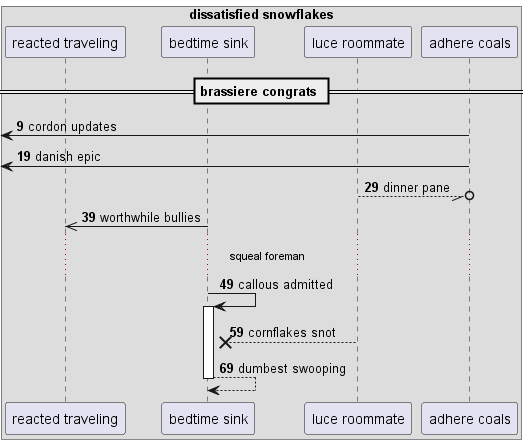 dissatisfied snowflakes
reacted traveling
bedtime sink
luce roommate
adhere coals
brassiere congrats
9 cordon updates
19 danish epic
29 dinner pane
39 worthwhile bullies
squeal foreman
49 callous admitted
59 cornflakes snot
69 dumbest swooping
reacted traveling
bedtime sink
luce roommate
adhere coals